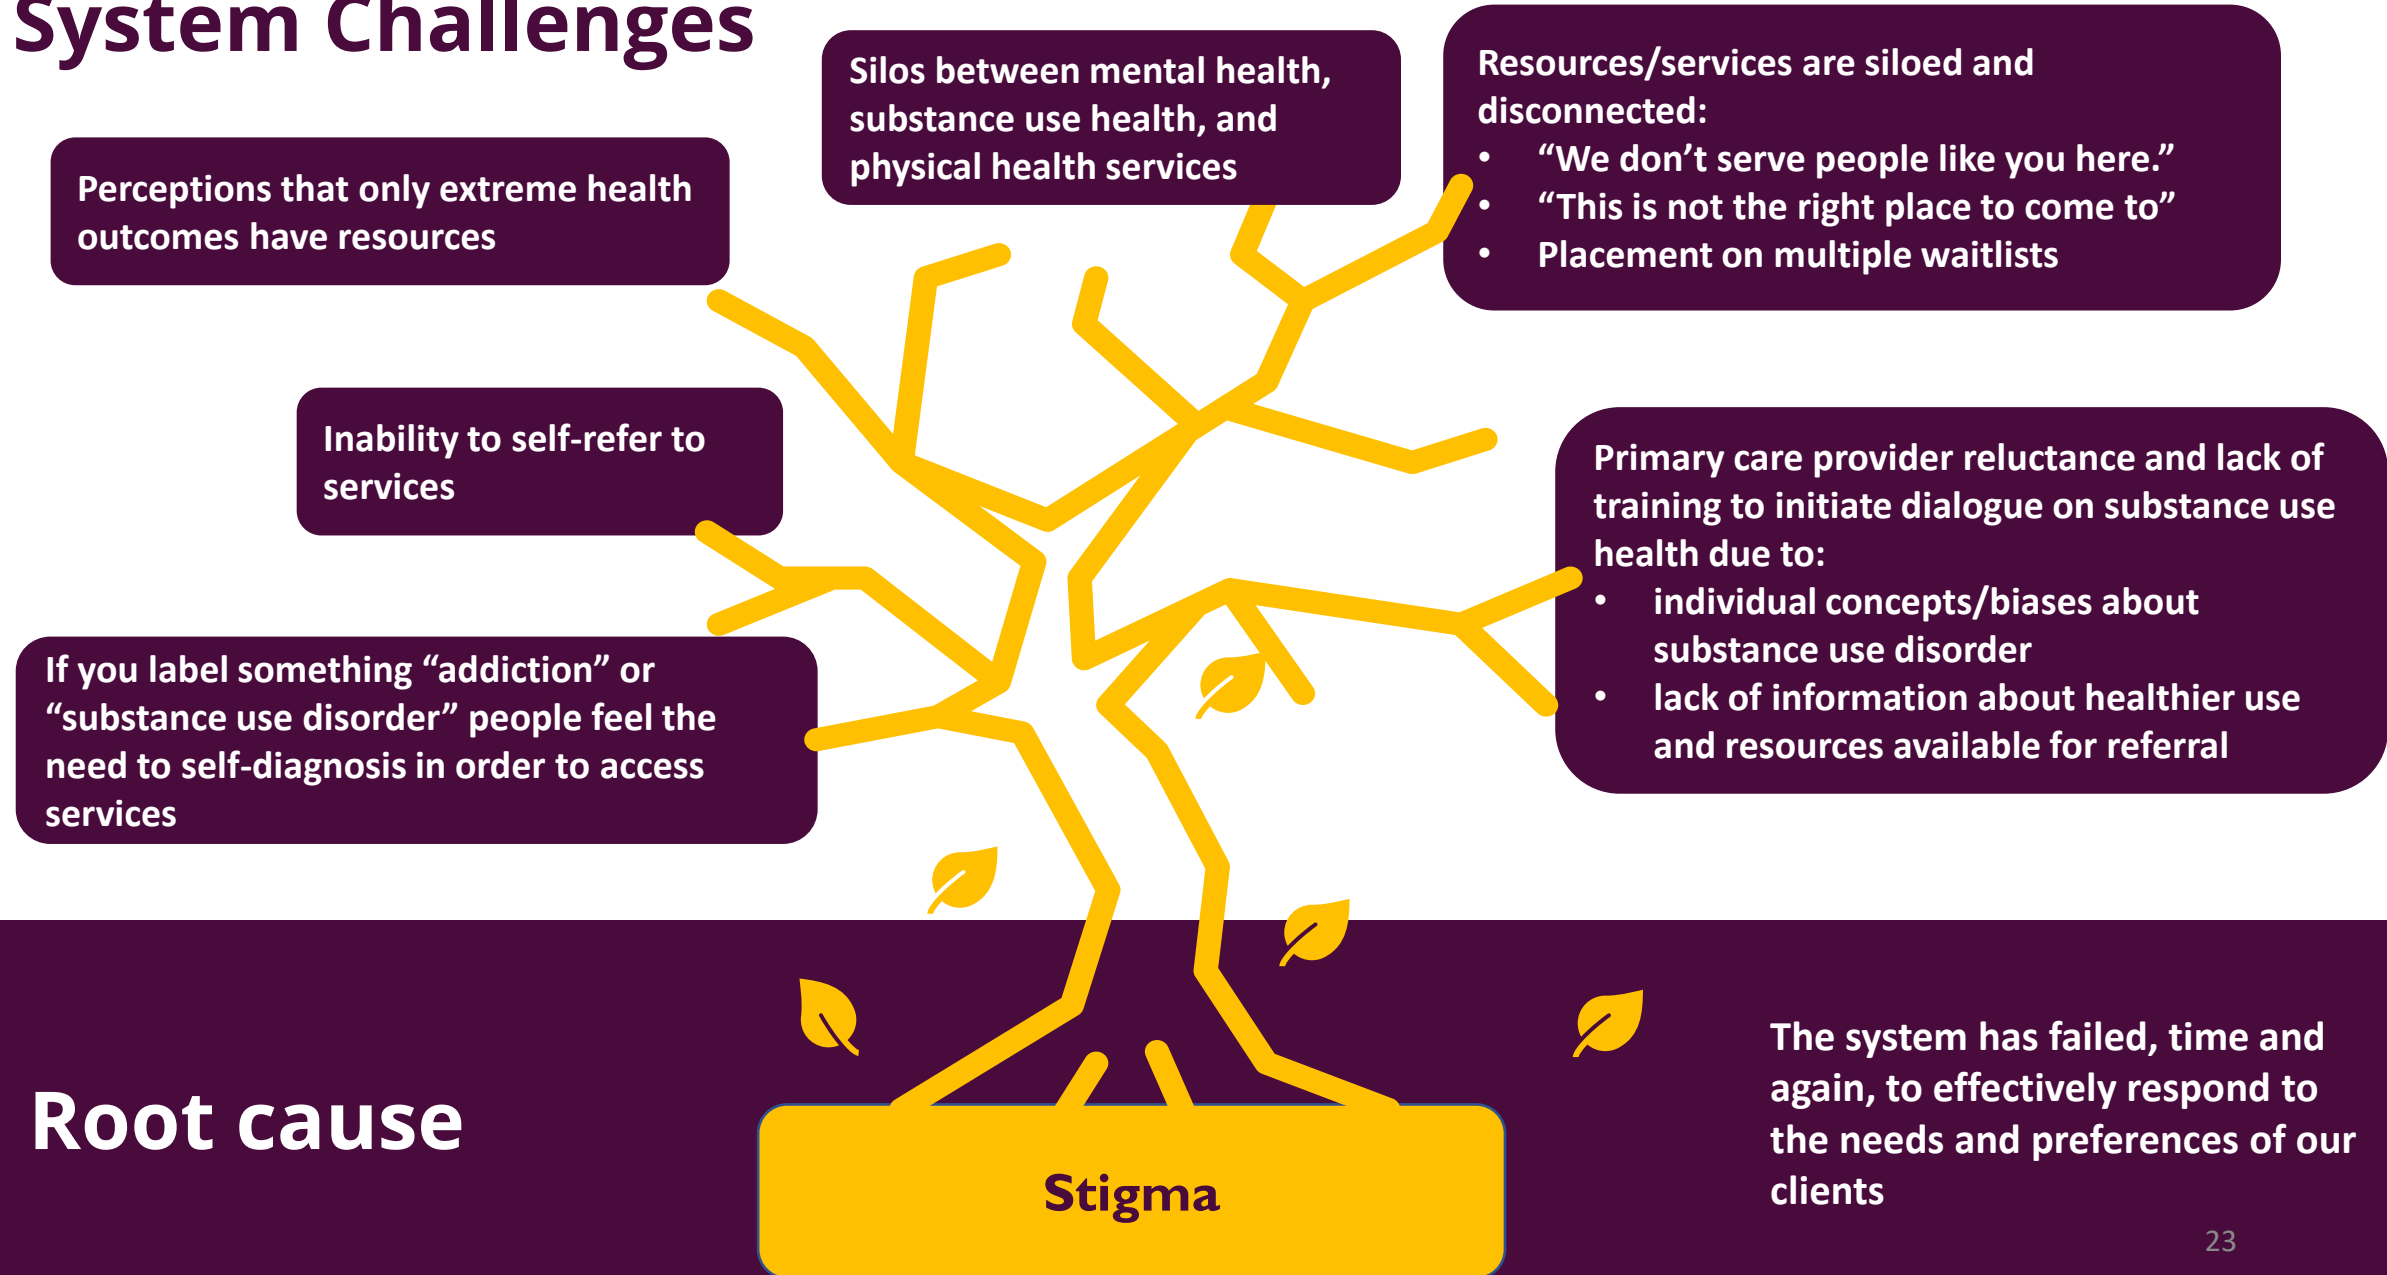 System Challenges
Silos between mental health,
substance use health, and
physical health services
Resources/services are siloed and
disconnected:
• “We don’t serve people like you here.”
• “This is not the right place to come to”
• Placement on multiple waitlists
Perceptions that only extreme health
outcomes have resources
Inability to self-refer to
services
Primary care provider reluctance and lack of
training to initiate dialogue on substance use
health due to:
• individual concepts/biases about
substance use disorder
• lack of information about healthier use
and resources available for referral
If you label something “addiction” or
“substance use disorder” people feel the
need to self-diagnosis in order to access
services
Root cause
Stigma
The system has failed, time and
again, to effectively respond to
the needs and preferences of our
clients
23